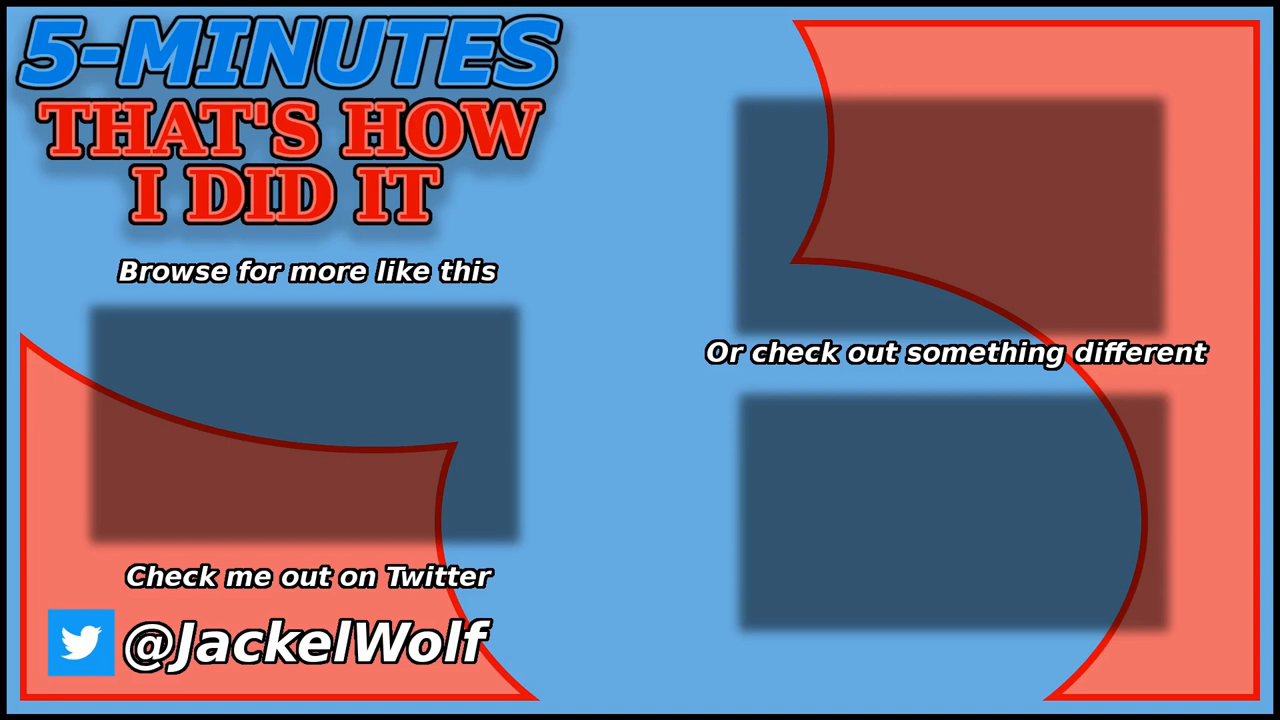 5-MINUTES
THAT'S HOW
I DID IT
Browse for more like this
Or check out something different
Check me out on Twitter
@JackelWolf